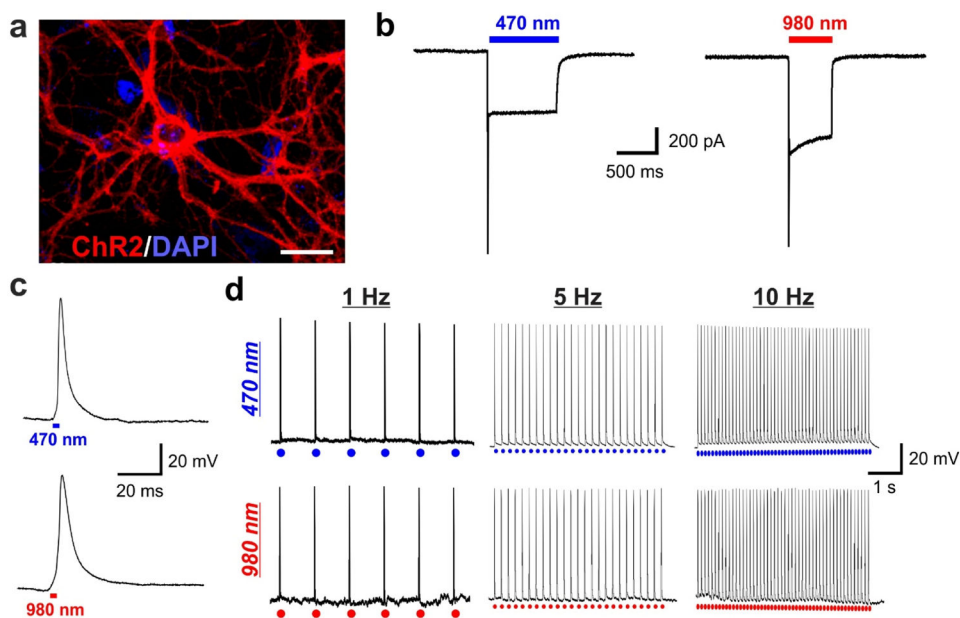 a
ChR2/DAPI
b
470 nm
980 nm
200 pA
500 ms
c
470 nm
20 mV
20 ms
980 nm
d
1 Hz
5 Hz
10 Hz
470 nm
980 nm
20 mV
1 s